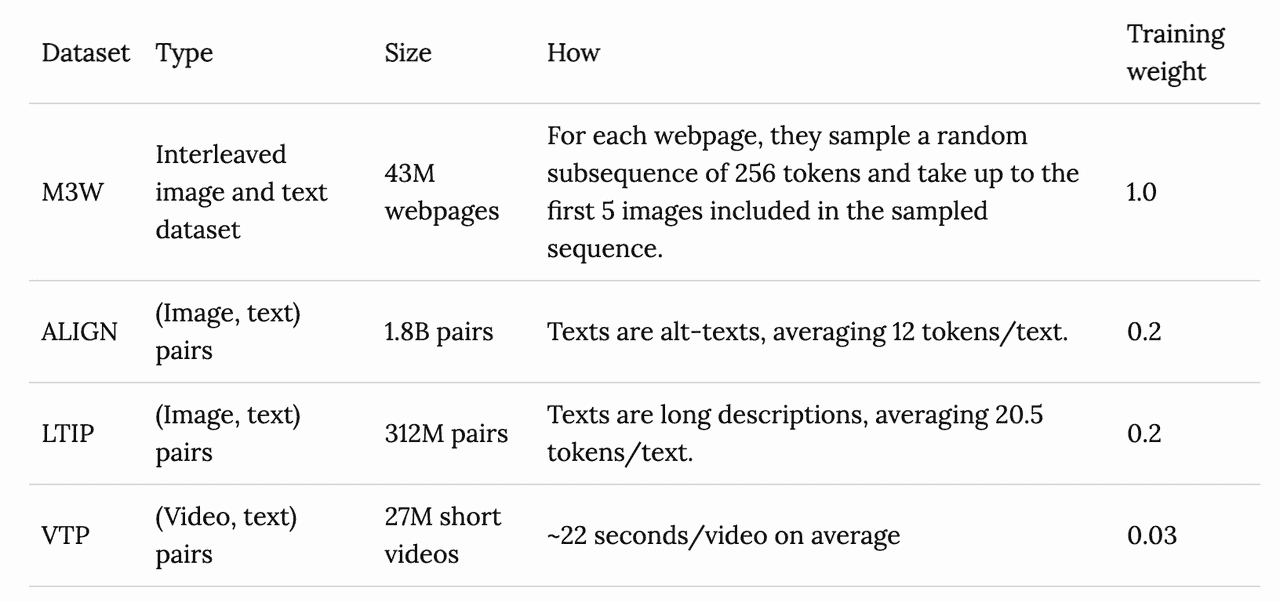 Dataset Type Size How Training weight
M3W Interleaved image and text dataset 43M webpages For each webpage, they sample a random subsequence of 256 tokens and take up to the first 5 images included in the sampled sequence. 1.0
ALIGN (Image, text) pairs 1.8B pairs Texts are alt-texts, averaging 12 tokens/text. 0.2
LTIP (Image, text) pairs 312M pairs Texts are long descriptions, averaging 20.5 tokens/text. 0.2
VTP (Video, text) pairs 27M short videos ~22 seconds/video on average 0.03